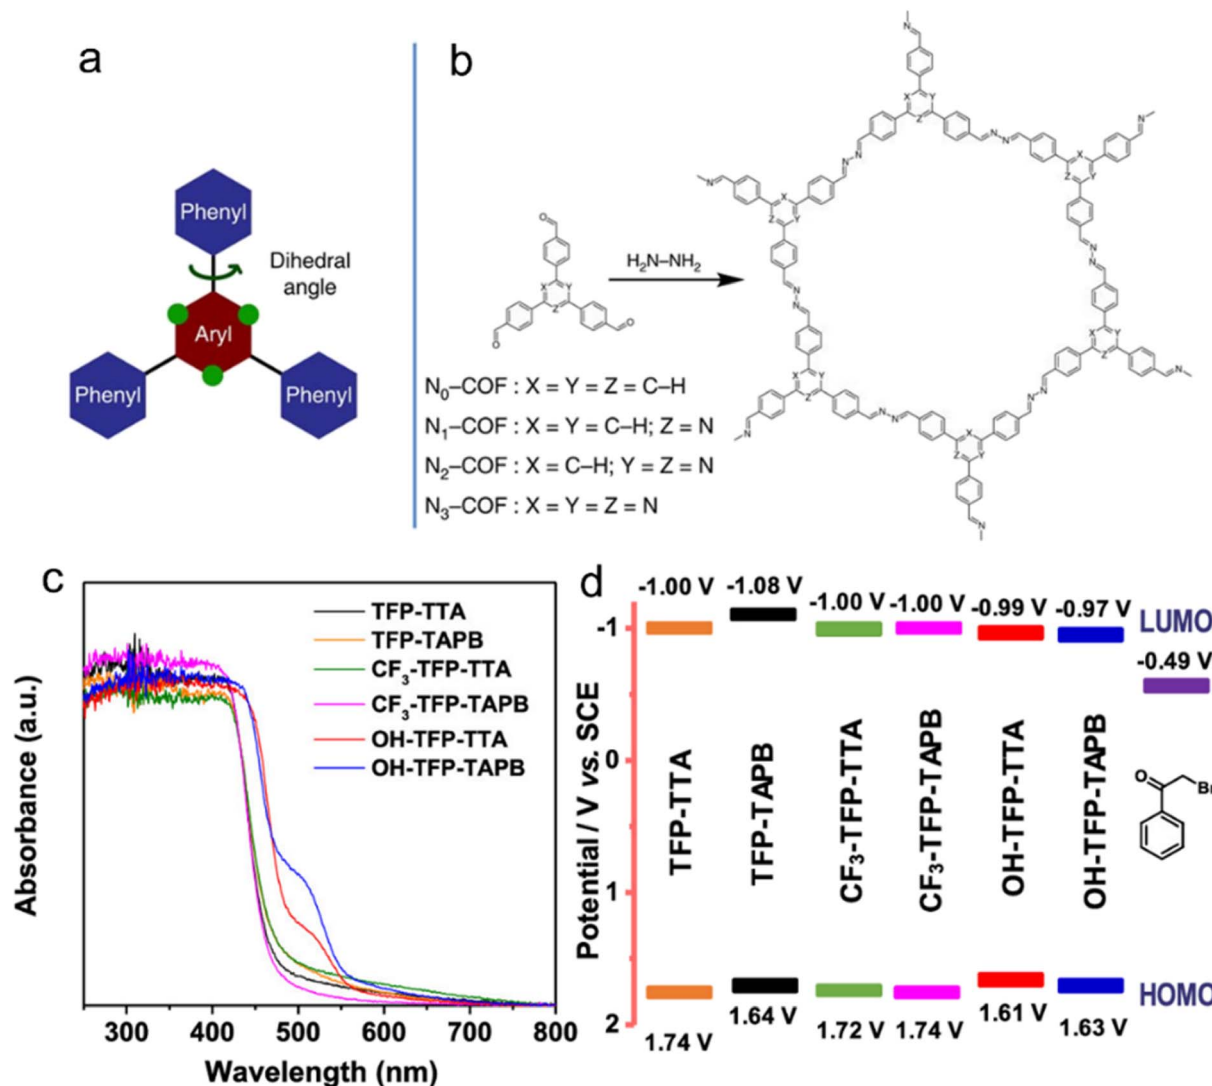 a
Phenyl
Dihedral
angle
Aryl
Phenyl
Phenyl
b
H₂N–NH₂
N₀–COF : X = Y = Z = C–H
N₁–COF : X = Y = C–H; Z = N
N₂–COF : X = C–H; Y = Z = N
N₃–COF : X = Y = Z = N
c
TFP-TTA
TFP-TAPB
CF₃-TFP-TTA
CF₃-TFP-TAPB
OH-TFP-TTA
OH-TFP-TAPB
Absorbance (a.u.)
300 400 500 600 700 800
Wavelength (nm)
d
-1.00 V -1.08 V -1.00 V -1.00 V -0.99 V -0.97 V
LUMO
-0.49 V
-1
0
1
2
Potential / V vs. SCE
TFP-TTA
TFP-TAPB
CF₃-TFP-TTA
CF₃-TFP-TAPB
OH-TFP-TTA
OH-TFP-TAPB
O
Br
HOMO
1.74 V 1.64 V 1.72 V 1.74 V 1.61 V 1.63 V